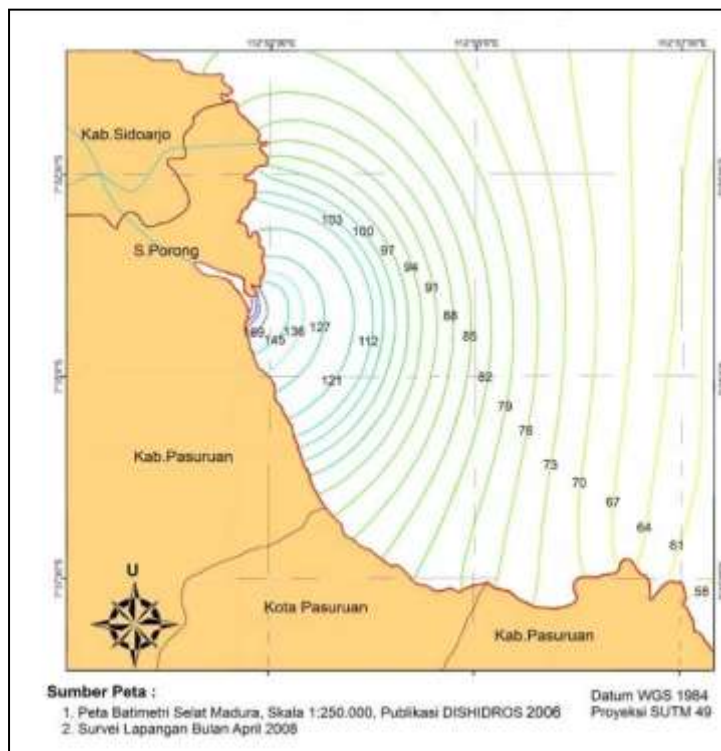 Kab.Sidoarjo
S.Porong
103
100
97
94
91
88
85
82
79
76
73
70
67
64
61
58
145
136
127
112
121
Kab.Pasuruan
U
Kota Pasuruan
Kab.Pasuruan
Sumber Peta :
1. Peta Batimetri Selat Madura, Skala 1:250.000, Publikasi DISHIDROS 2006
2. Survei Lapangan Bulan April 2008
Datum WGS 1984
Proyeksi SUTM 49